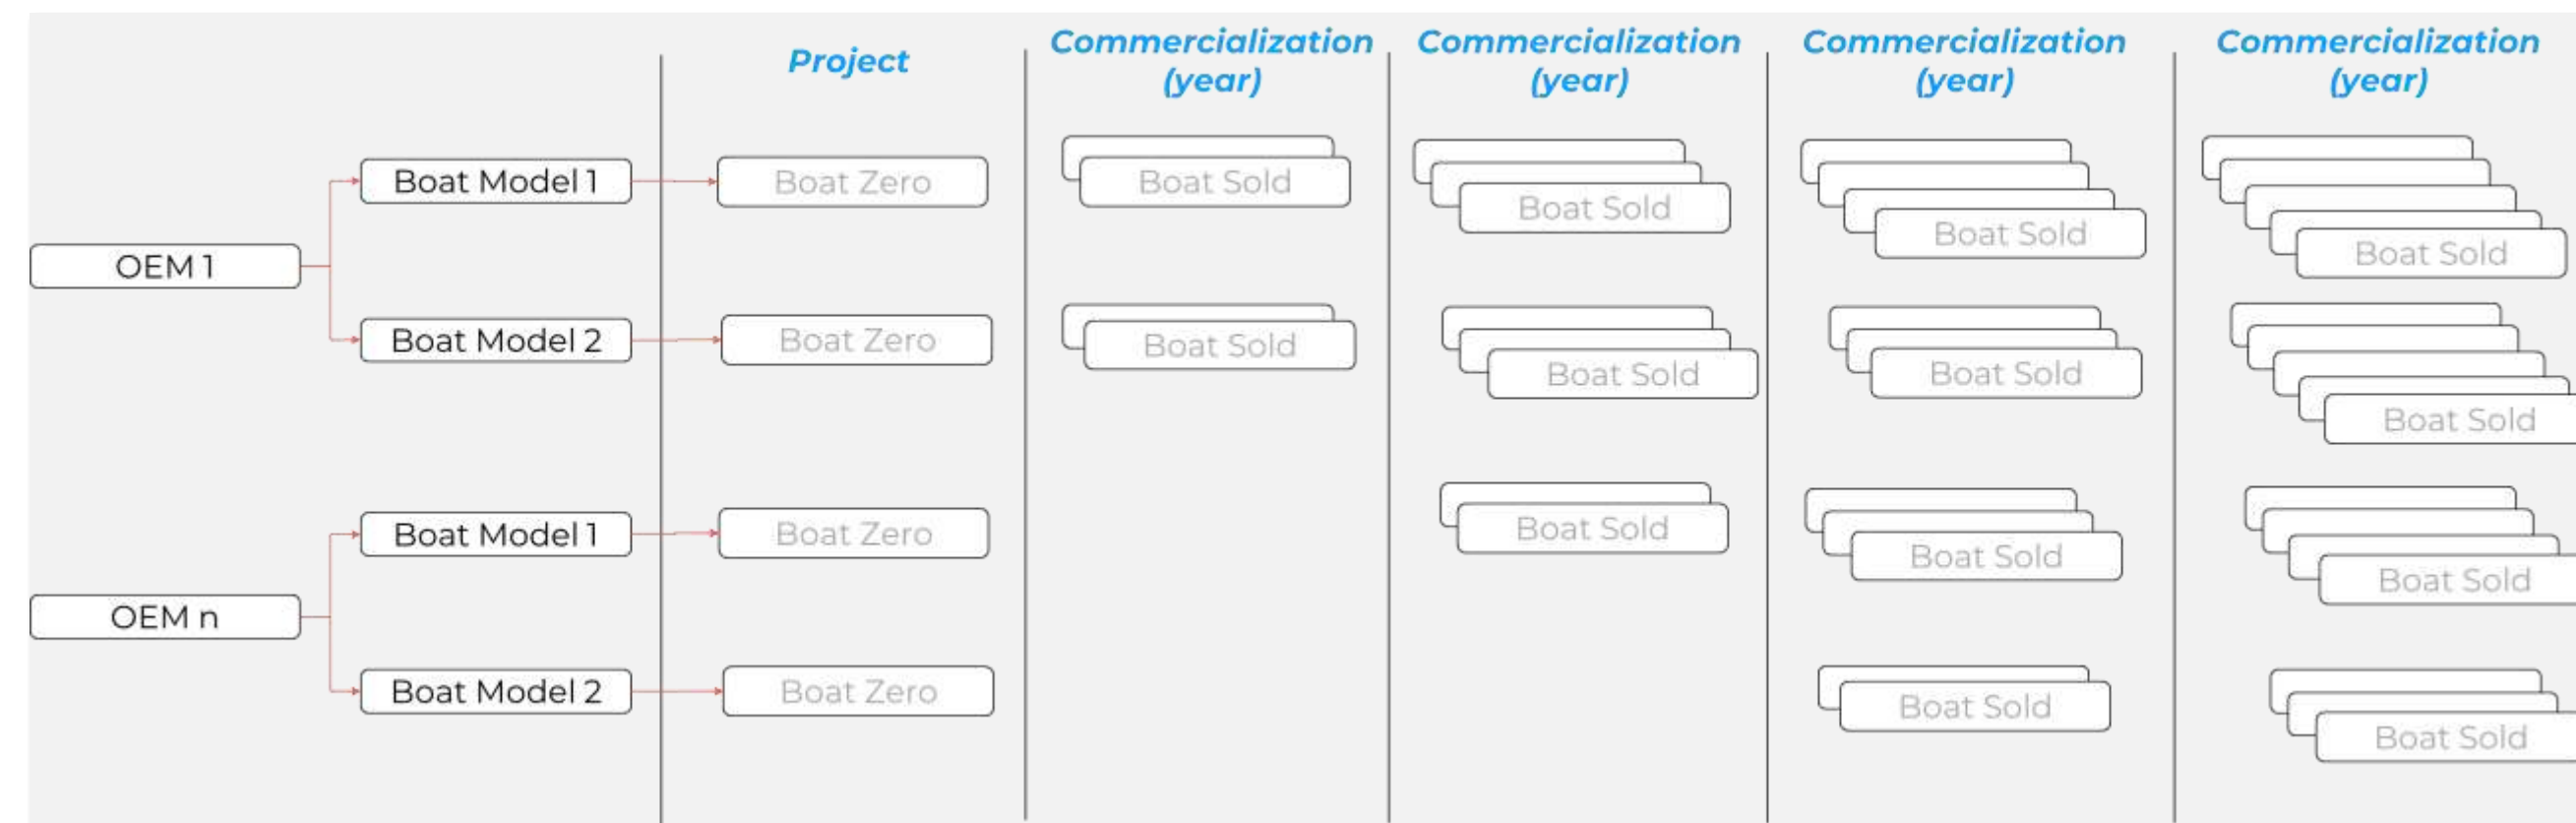 Project
Commercialization
(year)
Commercialization
(year)
Commercialization
(year)
Commercialization
(year)
Boat Model 1
Boat Zero
Boat Sold
Boat Sold
Boat Sold
Boat Sold
OEM 1
Boat Model 2
Boat Zero
Boat Sold
Boat Sold
Boat Sold
Boat Sold
Boat Model 1
Boat Zero
Boat Sold
Boat Sold
Boat Sold
OEM n
Boat Model 2
Boat Zero
Boat Sold
Boat Sold